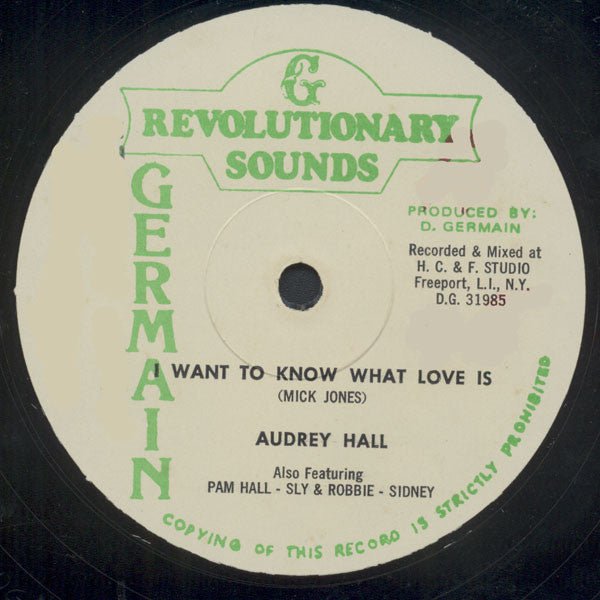 G
REVOLUTIONARY
SOUNDS
GERMAIN
PRODUCED BY:
D. GERMAIN
Recorded & Mixed at
H. C. & F. STUDIO
Freeport, L.I., N.Y.
D.G. 31985
I WANT TO KNOW WHAT LOVE IS
(MICK JONES)
AUDREY HALL
Also Featuring
PAM HALL - SLY & ROBBIE - SIDNEY
COPYING OF THIS RECORD IS STRICTLY PROHIBITED